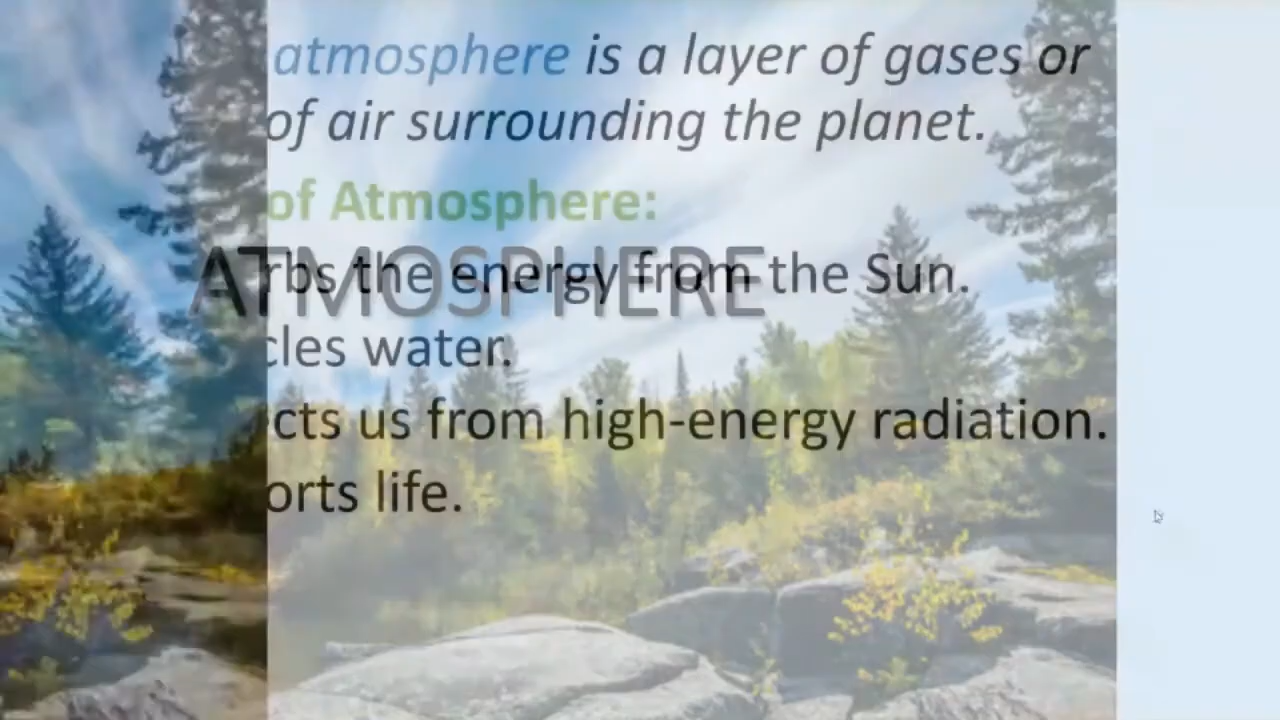 atmosphere is a layer of gases or
of air surrounding the planet.
of Atmosphere:
ATMOSPHERE
rbs the energy from the Sun.
cles water.
cts us from high-energy radiation.
orts life.